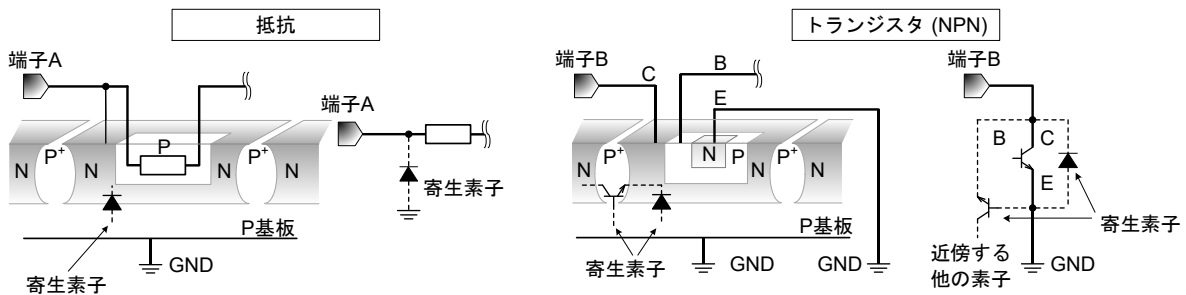 抵抗
端子A
N
P+
N
P
N
P+
N
寄生素子
P基板
GND
端子A
寄生素子
トランジスタ (NPN)
端子B
C
B
E
N
P+
N
N
P
P+
N
P基板
寄生素子
GND
GND
端子B
B
C
E
寄生素子
近傍する
他の素子
GND